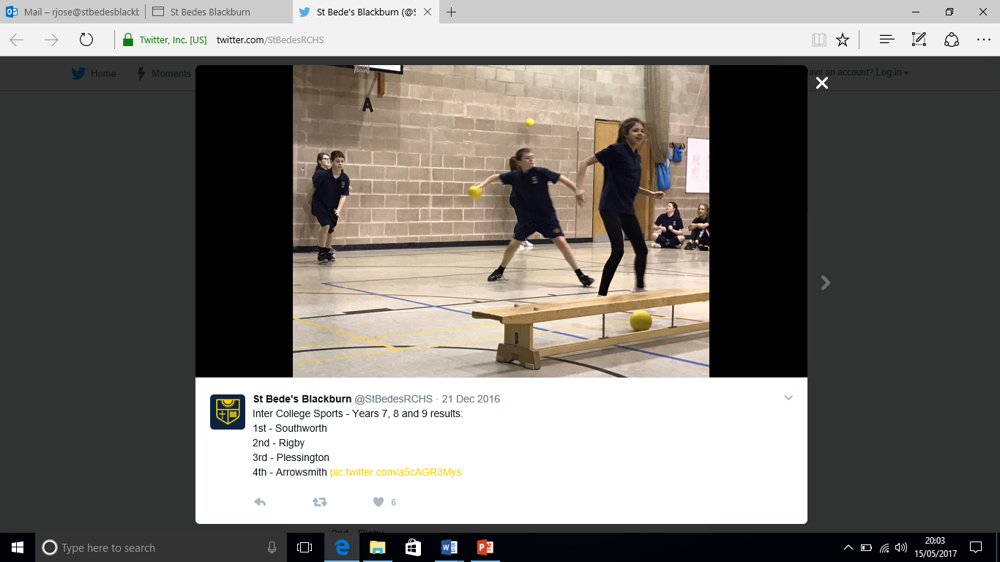 Mail – rjose@stbedesblackb
St Bedes Blackburn
St Bede's Blackburn (@S
Twitter, Inc. [US] twitter.com/StBedesRCHS
Home
Moments
ave an account? Log in
A
St Bede's Blackburn @StBedesRCHS · 21 Dec 2016
Inter College Sports - Years 7, 8 and 9 results:
1st - Southworth
2nd - Rigby
3rd - Plessington
4th - Arrowsmith pic.twitter.com/a5cAGR3Mys
6
2nd - Rigby
Type here to search
20:03
15/05/2017